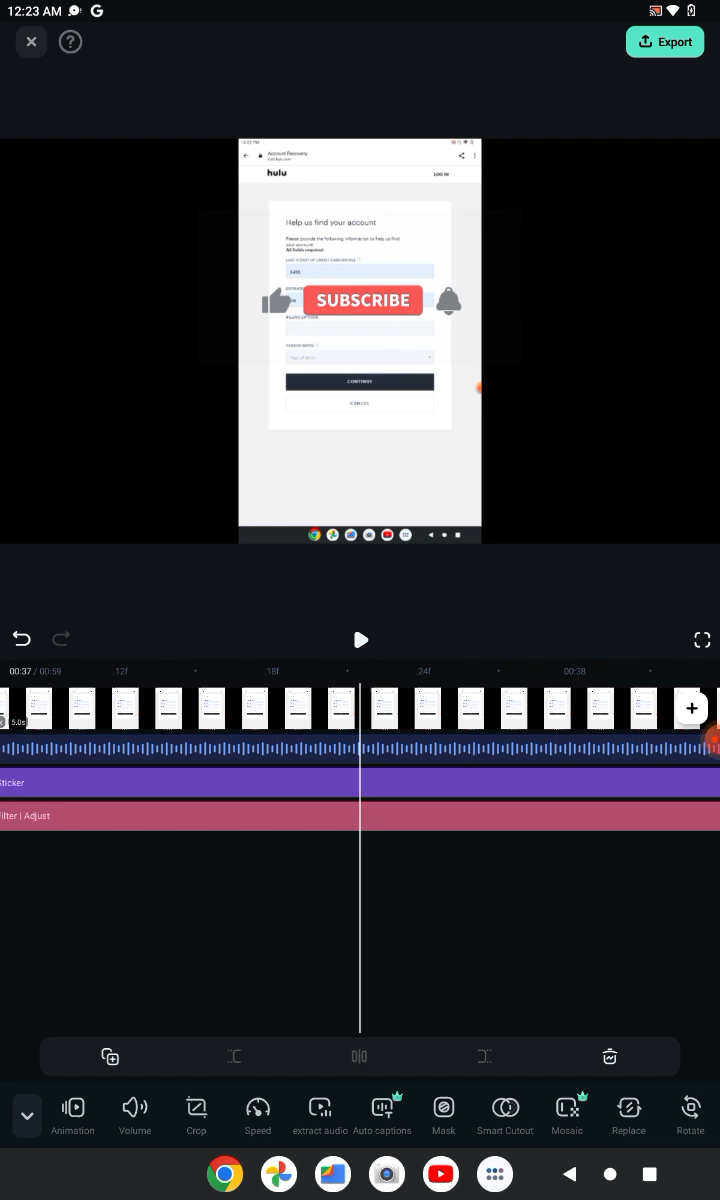 12:23 AM
Export
12:22 PM
Account Recovery
hulu
LOG IN
Help us find your account
Please provide the following information to help us find
your account
All fields required
SUBSCRIBE
CONTINUE
CANCEL
00:37 / 00:59
.12f
.18f
.24f
00:38
5.0s
Sticker
Filter | Adjust
Animation
Volume
Crop
Speed
extract audio
Auto captions
Mask
Smart Cutout
Mosaic
Replace
Rotate